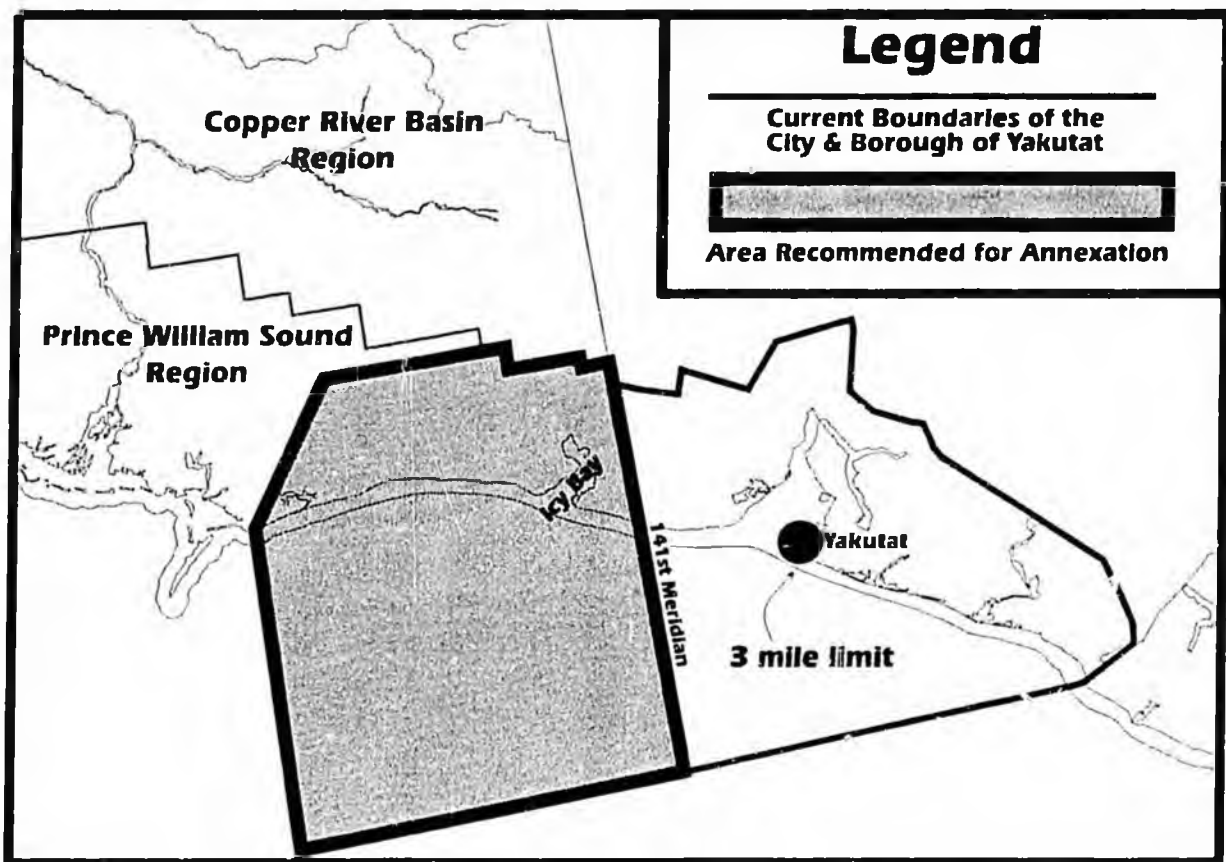 Legend
Current Boundaries of the
City & Borough of Yakutat
Area Recommended for Annexation
Copper River Basin
Region
Prince William Sound
Region
Icy Bay
141st Meridian
Yakutat
3 mile limit